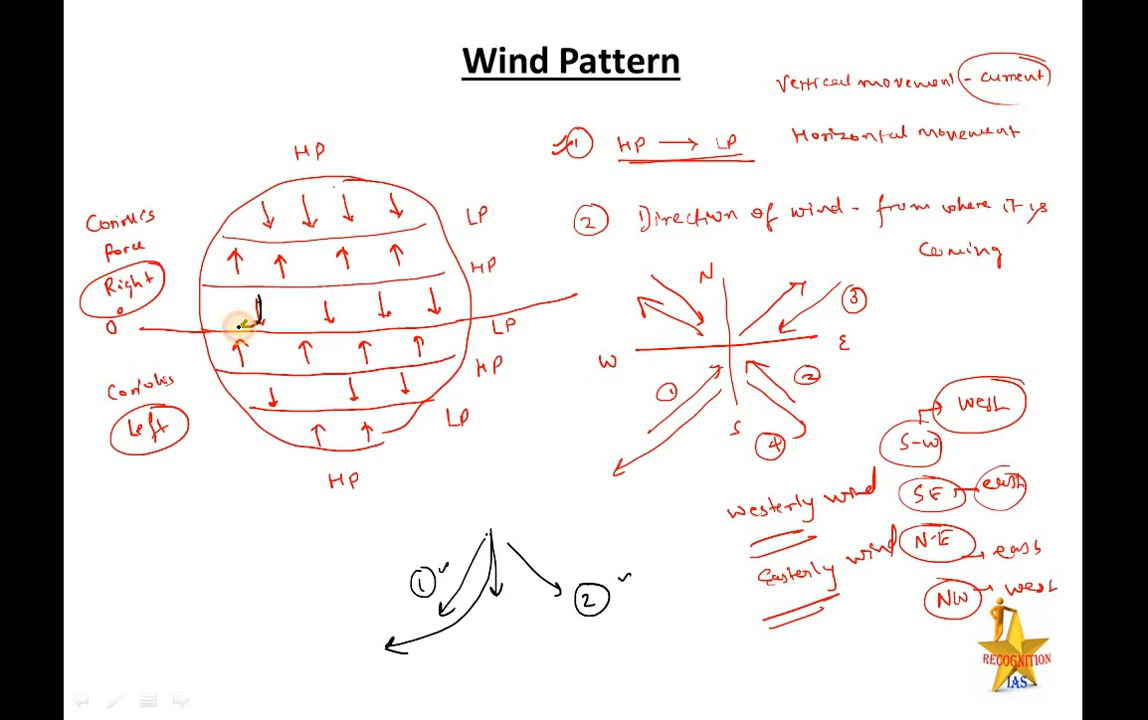 Wind Pattern
Vertical movement - current
Horizontal movement
① HP → LP
② Direction of wind - from where it is
coming
HP
LP
HP
LP
HP
LP
HP
Coriolis
force
Right
0°
Coriolis
Left
N
W
E
S
①
②
③
④
S-W → west
SE - east
N-E → east
NW → west
Westerly wind
Easterly wind
①
②
RECOGNITION
IAS